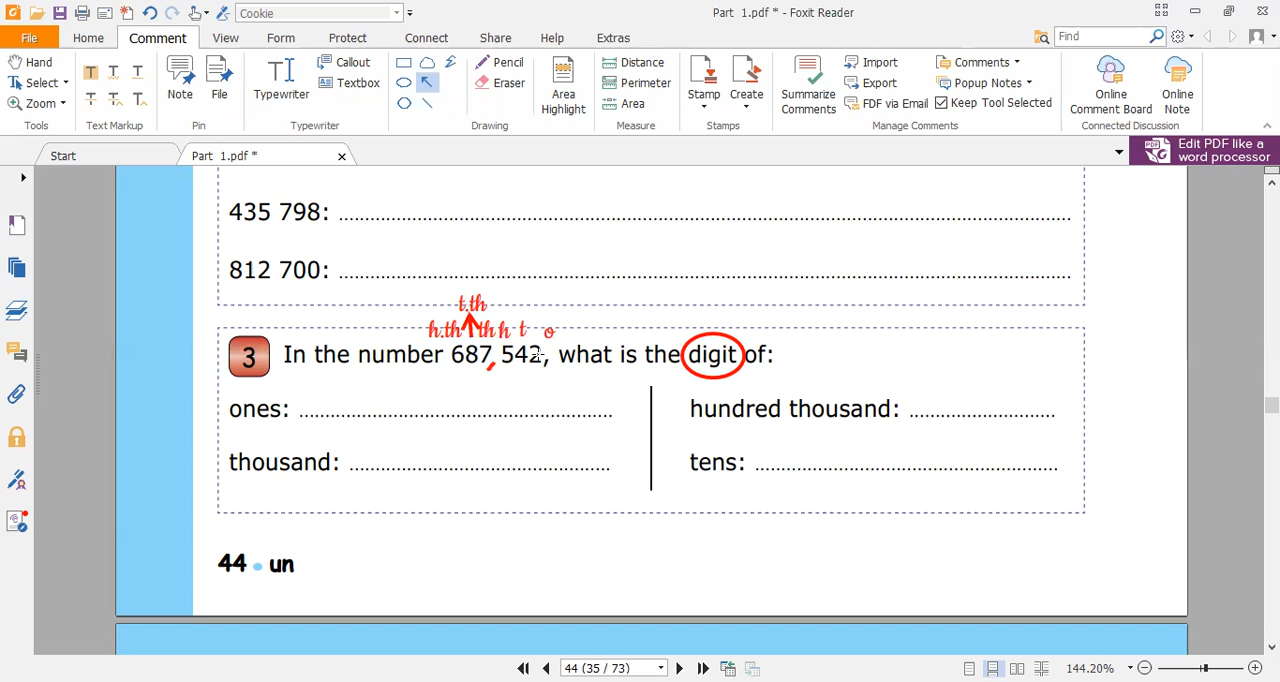 Cookie
Part 1.pdf * - Foxit Reader
File Home Comment View Form Protect Connect Share Help Extras
Find
Hand
Select
Zoom
Tools
Text Markup
Note
File
Pin
Typewriter
Callout
Textbox
Typewriter
Pencil
Eraser
Area Highlight
Drawing
Distance
Perimeter
Area
Measure
Stamp
Create
Stamps
Summarize Comments
Import
Export
FDF via Email
Comments
Popup Notes
Keep Tool Selected
Manage Comments
Online Comment Board
Online Note
Connected Discussion
Start
Part 1.pdf *
Edit PDF like a
word processor
435 798: ..............................
812 700: ..............................
t.th
h.th th h t o
3 In the number 687, 542, what is the digit of:
ones: .............................. hundred thousand: ..............................
thousand: .............................. tens: ..............................
44 • un
44 (35 / 73)
144.20%